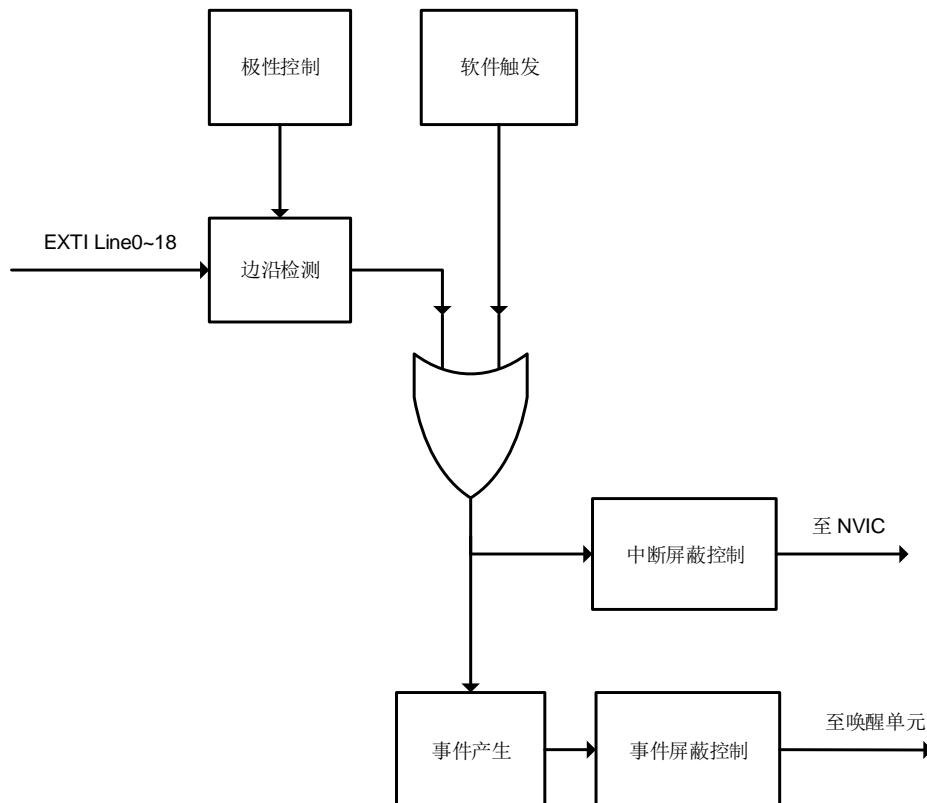 极性控制
软件触发
EXTI Line0~18
边沿检测
至 NVIC
中断屏蔽控制
至唤醒单元
事件产生
事件屏蔽控制